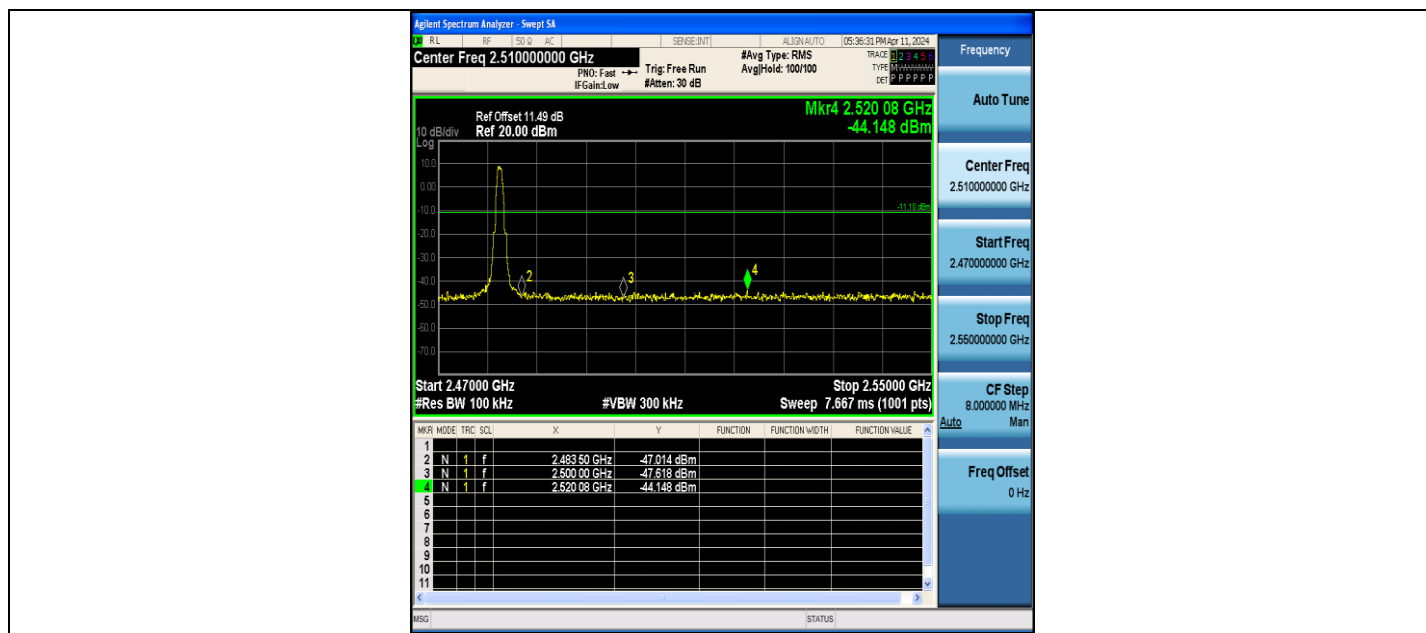 Agilent Spectrum Analyzer - Swept SA
RL RF 50 Ω AC SENSE:INT ALIGN AUTO 05:36:31 PM Apr 11, 2024
Center Freq 2.510000000 GHz
PNO: Fast
IFGain:Low
Trig: Free Run
#Atten: 30 dB
#Avg Type: RMS
Avg|Hold: 100/100
TRACE 1 2 3 4 5 6
TYPE
DET P P P P P P
Mkr4 2.520 08 GHz
-44.148 dBm
Ref Offset 11.49 dB
10 dB/div Ref 20.00 dBm
Log
10.0
0.00
-10.0
-20.0
-30.0
-40.0
-50.0
-60.0
-70.0
2
3
4
Start 2.47000 GHz Stop 2.55000 GHz
#Res BW 100 kHz #VBW 300 kHz Sweep 7.667 ms (1001 pts)
MKR MODE TRC SCL X Y FUNCTION FUNCTION WIDTH FUNCTION VALUE
1
2 N 1 f 2.483 50 GHz -47.014 dBm
3 N 1 f 2.500 00 GHz -47.618 dBm
4 N 1 f 2.520 08 GHz -44.148 dBm
5
6
7
8
9
10
11
MSG STATUS
Frequency
Auto Tune
Center Freq
2.510000000 GHz
Start Freq
2.470000000 GHz
Stop Freq
2.550000000 GHz
CF Step
8.000000 MHz
Auto Man
Freq Offset
0 Hz